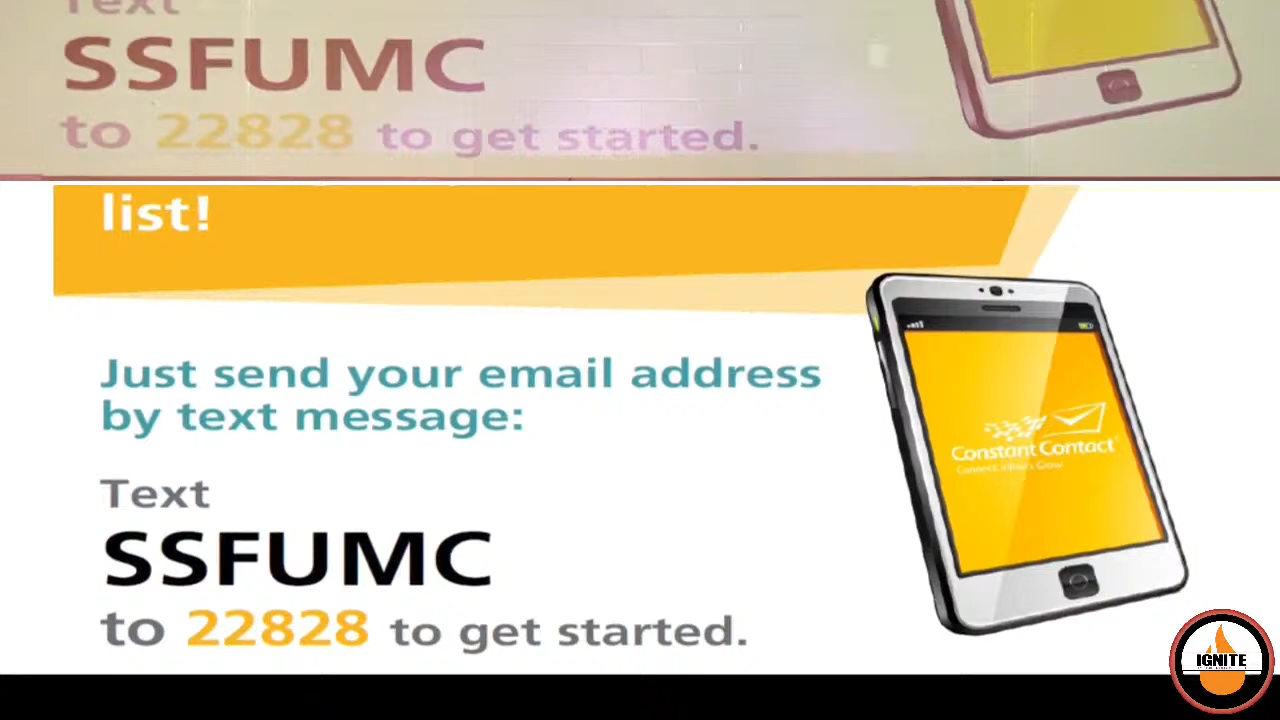 Text
SSFUMC
to 22828 to get started.
list!
Just send your email address
by text message:
Constant Contact
Text
SSFUMC
to 22828 to get started.
IGNITE